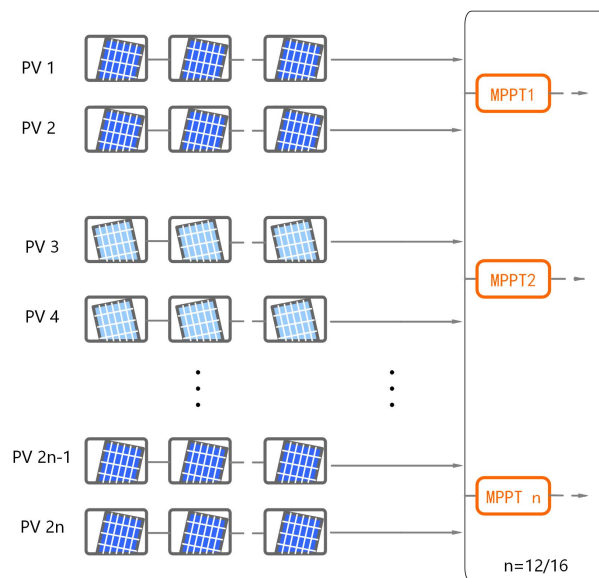 PV 1
MPPT1
PV 2
PV 3
MPPT2
PV 4
PV 2n-1
MPPT n
PV 2n
n=12/16